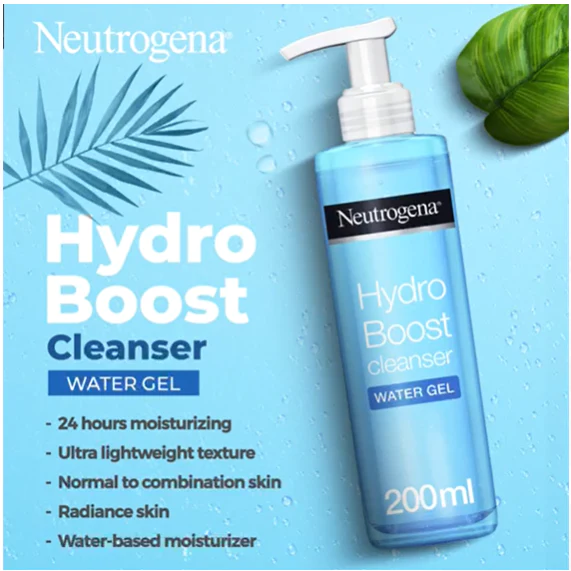 Neutrogena®
Hydro
Boost
Cleanser
WATER GEL
- 24 hours moisturizing
- Ultra lightweight texture
- Normal to combination skin
- Radiance skin
- Water-based moisturizer
Neutrogena®
Hydro
Boost
cleanser
WATER GEL
200ml